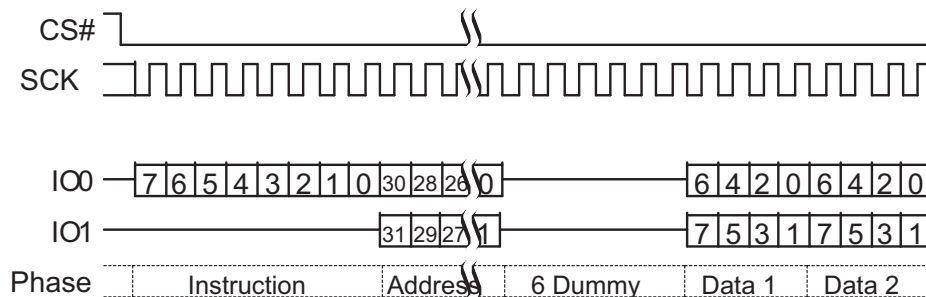 CS#
SCK
IO0 7 6 5 4 3 2 1 0 30 28 26 0 6 4 2 0 6 4 2 0
IO1 31 29 27 1 7 5 3 1 7 5 3 1
Phase Instruction Address 6 Dummy Data 1 Data 2